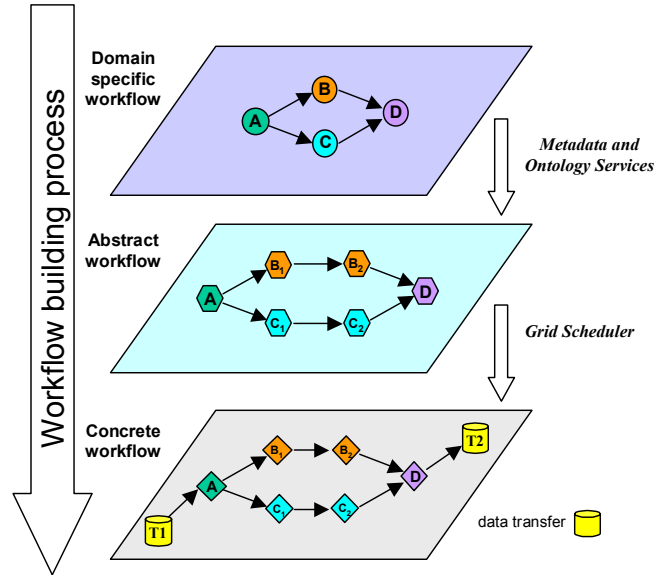 Workflow building process
Domain
specific
workflow
B
A
D
C
Metadata and
Ontology Services
Abstract
workflow
B1 B2
A
D
C1 C2
Grid Scheduler
Concrete
workflow
B1 B2
T2
A
D
C1 C2
T1
data transfer